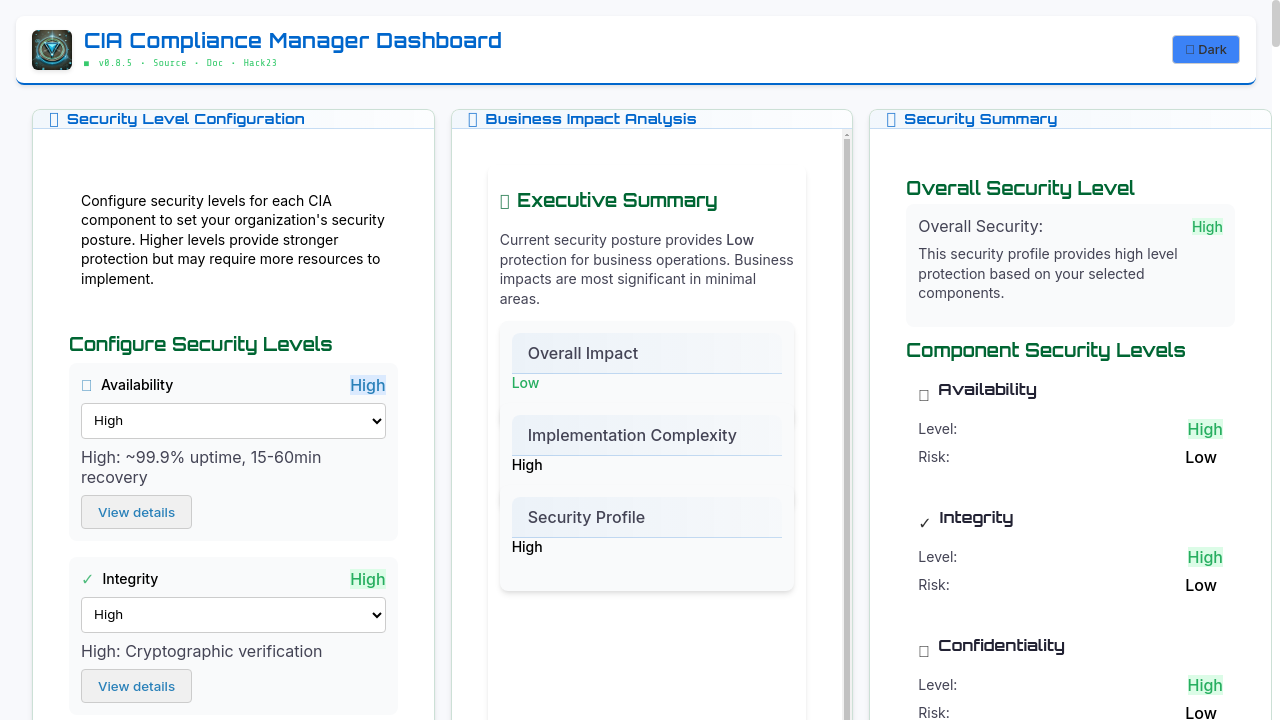 CIA Compliance Manager Dashboard
v0.8.5 · Source · Doc · Hack23
Dark
Security Level Configuration
Configure security levels for each CIA
component to set your organization's security
posture. Higher levels provide stronger
protection but may require more resources to
implement.
Configure Security Levels
Availability High
High
High: ~99.9% uptime, 15-60min
recovery
View details
✓ Integrity High
High
High: Cryptographic verification
View details
Business Impact Analysis
Executive Summary
Current security posture provides Low
protection for business operations. Business
impacts are most significant in minimal
areas.
Overall Impact
Low
Implementation Complexity
High
Security Profile
High
Security Summary
Overall Security Level
Overall Security: High
This security profile provides high level
protection based on your selected
components.
Component Security Levels
Availability
Level: High
Risk: Low
✓ Integrity
Level: High
Risk: Low
Confidentiality
Level: High
Risk: Low